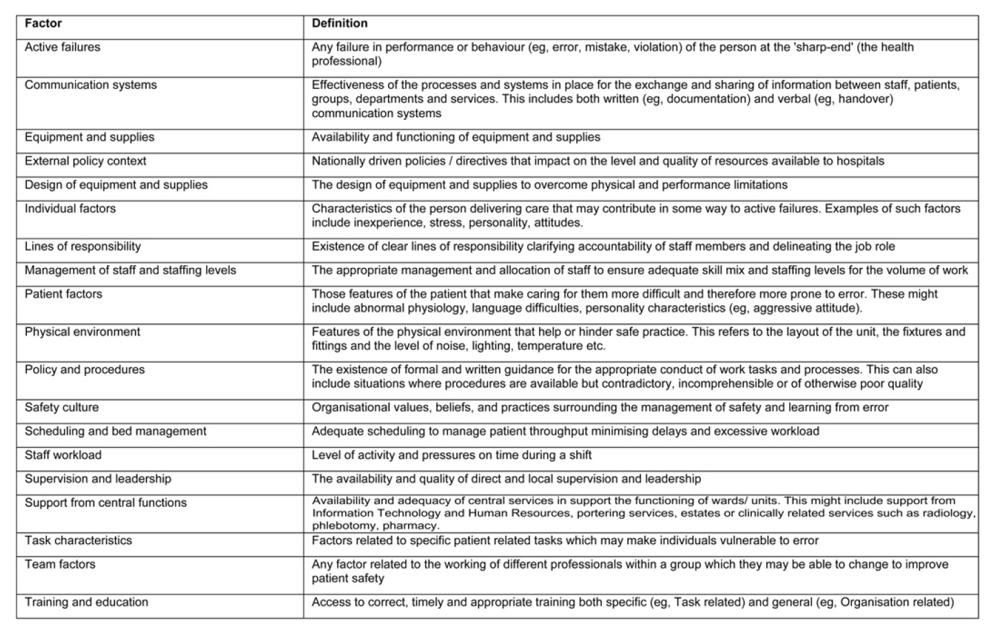 Factor
Definition
Active failures
Any failure in performance or behaviour (eg, error, mistake, violation) of the person at the 'sharp-end' (the health
professional)
Communication systems
Effectiveness of the processes and systems in place for the exchange and sharing of information between staff, patients,
groups, departments and services. This includes both written (eg, documentation) and verbal (eg, handover)
communication systems
Equipment and supplies
Availability and functioning of equipment and supplies
External policy context
Nationally driven policies / directives that impact on the level and quality of resources available to hospitals
Design of equipment and supplies
The design of equipment and supplies to overcome physical and performance limitations
Individual factors
Characteristics of the person delivering care that may contribute in some way to active failures. Examples of such factors
include inexperience, stress, personality, attitudes.
Lines of responsibility
Existence of clear lines of responsibility clarifying accountability of staff members and delineating the job role
Management of staff and staffing levels
The appropriate management and allocation of staff to ensure adequate skill mix and staffing levels for the volume of work
Patient factors
Those features of the patient that make caring for them more difficult and therefore more prone to error. These might
include abnormal physiology, language difficulties, personality characteristics (eg, aggressive attitude).
Physical environment
Features of the physical environment that help or hinder safe practice. This refers to the layout of the unit, the fixtures and
fittings and the level of noise, lighting, temperature etc.
Policy and procedures
The existence of formal and written guidance for the appropriate conduct of work tasks and processes. This can also
include situations where procedures are available but contradictory, incomprehensible or of otherwise poor quality
Safety culture
Organisational values, beliefs, and practices surrounding the management of safety and learning from error
Scheduling and bed management
Adequate scheduling to manage patient throughput minimising delays and excessive workload
Staff workload
Level of activity and pressures on time during a shift
Supervision and leadership
The availability and quality of direct and local supervision and leadership
Support from central functions
Availability and adequacy of central services in support the functioning of wards/ units. This might include support from
Information Technology and Human Resources, portering services, estates or clinically related services such as radiology,
phlebotomy, pharmacy.
Task characteristics
Factors related to specific patient related tasks which may make individuals vulnerable to error
Team factors
Any factor related to the working of different professionals within a group which they may be able to change to improve
patient safety
Training and education
Access to correct, timely and appropriate training both specific (eg, Task related) and general (eg, Organisation related)